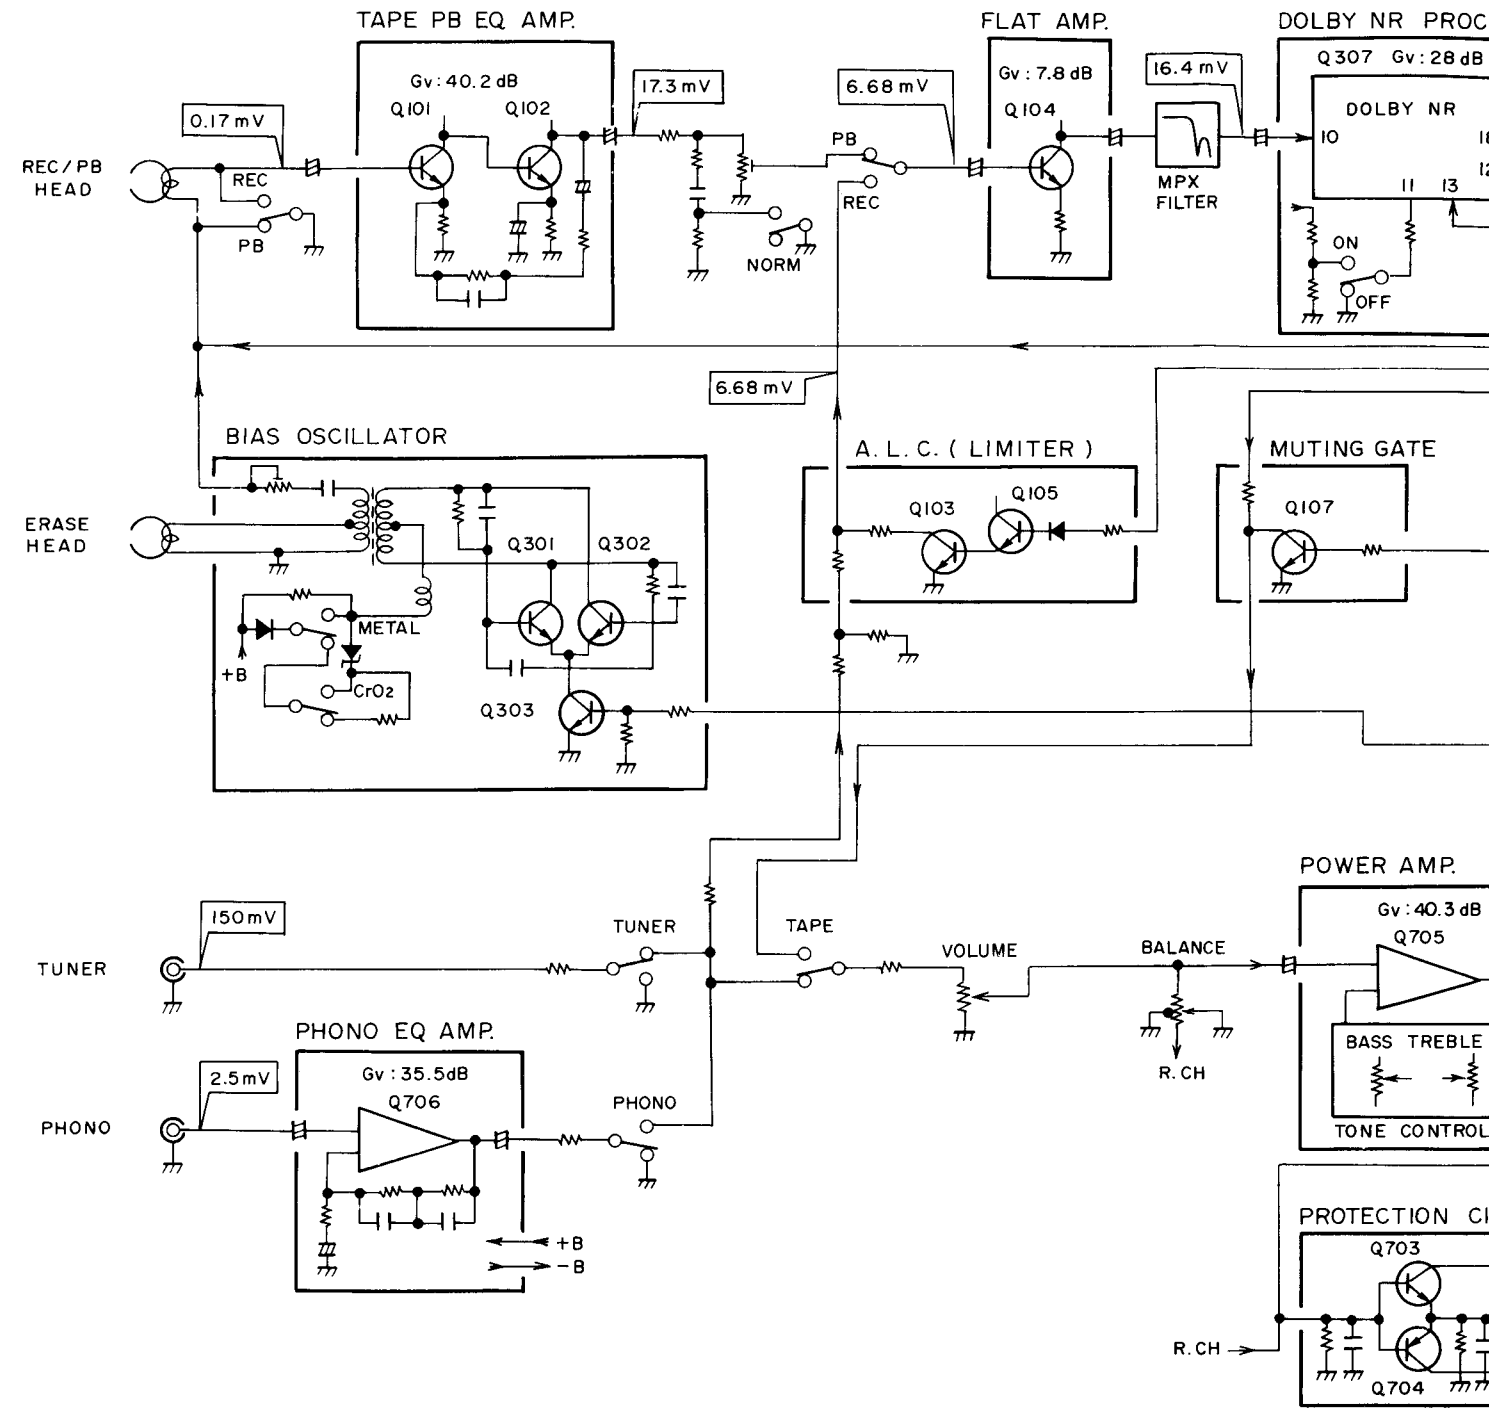 TAPE PB EQ AMP.
FLAT AMP.
DOLBY NR PROC
Gv : 40.2 dB
Q101
Q102
17.3 mV
6.68 mV
Gv : 7.8 dB
Q104
16.4 mV
Q307 Gv : 28 dB
DOLBY NR
10
18
12
11
13
0.17 mV
REC/PB
HEAD
REC
PB
PB
REC
NORM
MPX
FILTER
ON
OFF
6.68 mV
BIAS OSCILLATOR
A. L. C. ( LIMITER )
MUTING GATE
ERASE
HEAD
Q301
Q302
Q103
Q105
Q107
METAL
+B
CrO2
Q303
POWER AMP.
Gv : 40.3 dB
Q705
150 mV
TUNER
TUNER
TAPE
VOLUME
BALANCE
R. CH
BASS TREBLE
TONE CONTROL
PHONO EQ AMP.
Gv : 35.5dB
Q706
2.5 mV
PHONO
PHONO
+B
-B
PROTECTION
Q703
R. CH
Q704